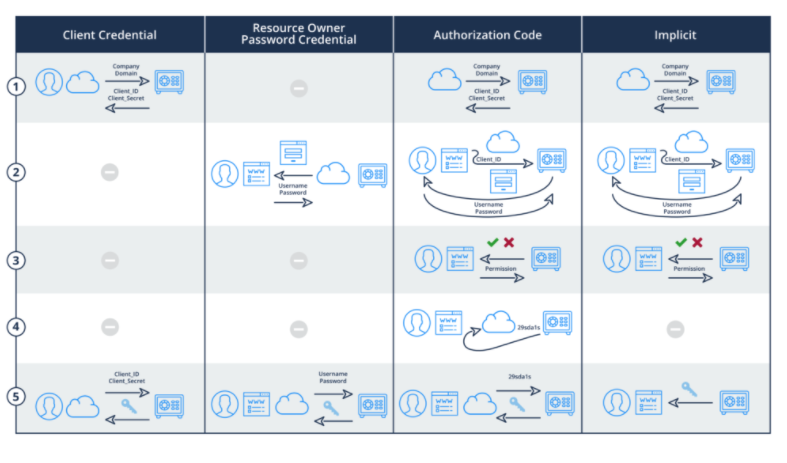 Client Credential
Resource Owner
Password Credential
Authorization Code
Implicit
1
Company
Domain
Client_ID
Client_Secret
Company
Domain
Client_ID
Client_Secret
Company
Domain
Client_ID
Client_Secret
2
Username
Password
Client_ID
Username
Password
Client_ID
Username
Password
3
Permission
Permission
4
29sda1s
5
Client_ID
Client_Secret
Username
Password
29sda1s